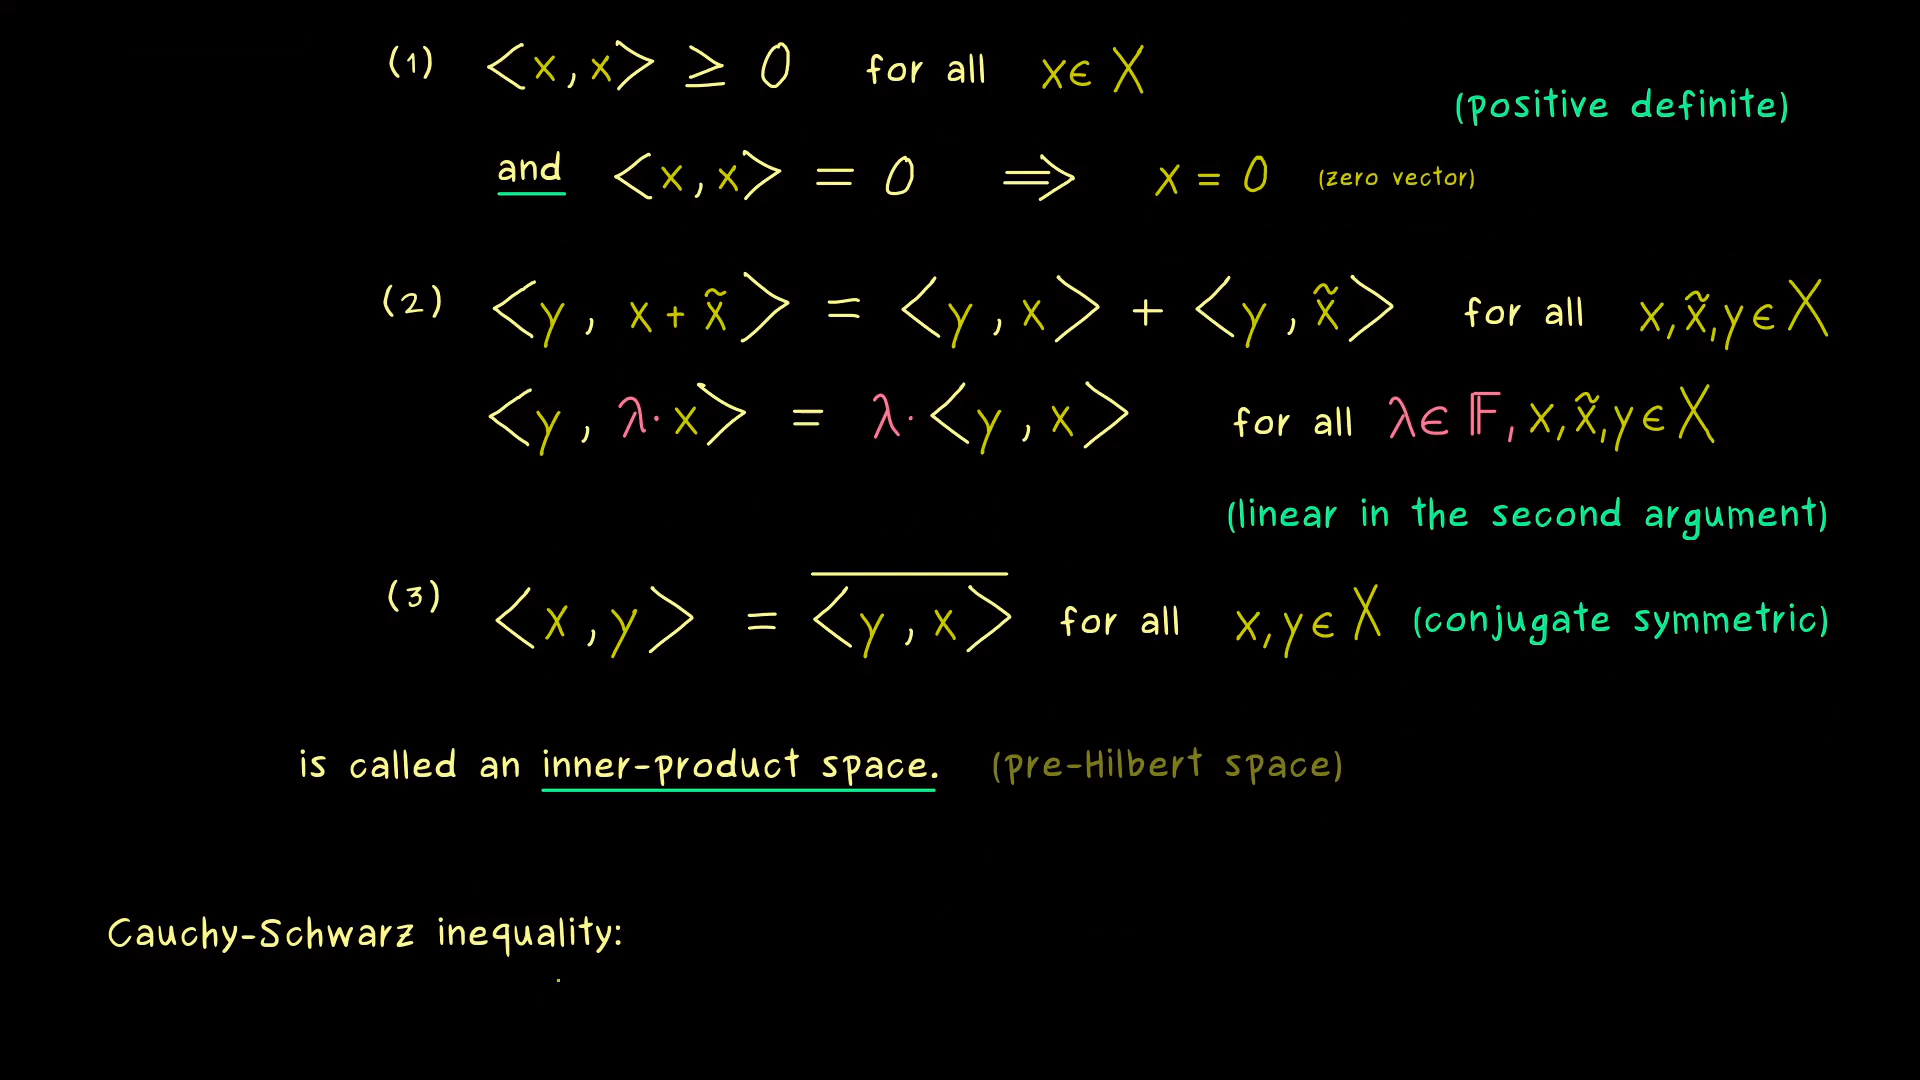 (1) <x, x> ≥ 0 for all x ∈ X
(positive definite)
and <x, x> = 0 ⟹ x = 0 (zero vector)
(2) <y, x + x̃> = <y, x> + <y, x̃> for all x, x̃, y ∈ X
<y, λ· x> = λ· <y, x> for all λ ∈ 𝔽, x, x̃, y ∈ X
(linear in the second argument)
(3) <x, y> = \overline{<y, x>} for all x, y ∈ X (conjugate symmetric)
is called an inner-product space. (pre-Hilbert space)
Cauchy-Schwarz inequality: